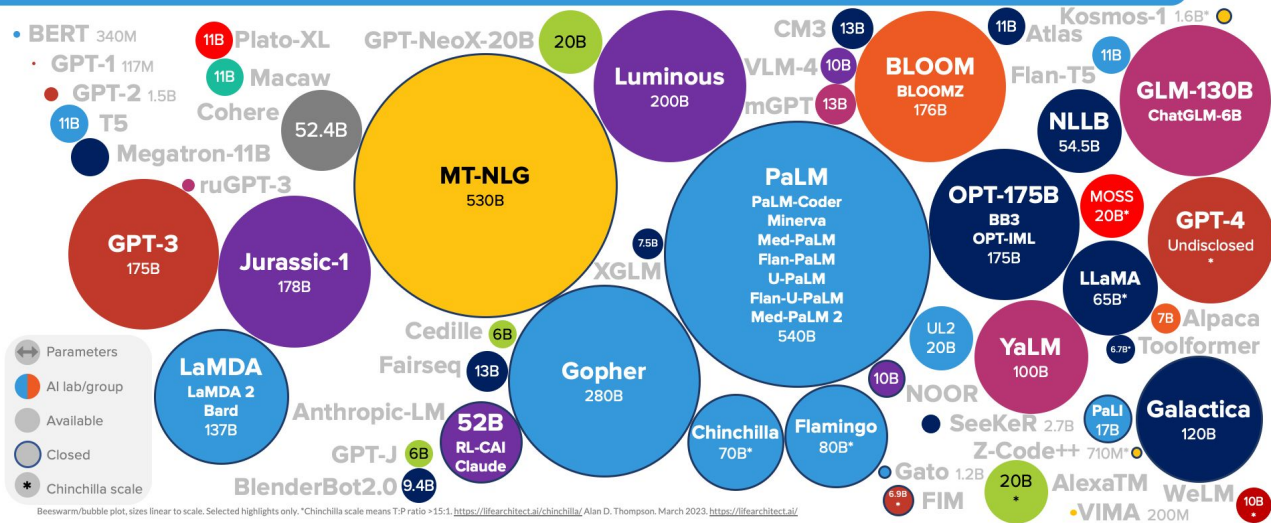 BERT 340M
GPT-1 117M
GPT-2 1.5B
11B T5
Megatron-11B
11B Plato-XL
11B Macaw
Cohere
52.4B
ruGPT-3
GPT-3
175B
Jurassic-1
178B
LaMDA
LaMDA 2
Bard
137B
GPT-NeoX-20B
20B
MT-NLG
530B
Luminous
200B
CM3
13B
VLM-4
10B
mGPT
13B
BLOOM
BLOOMZ
176B
11B
Atlas
Kosmos-1 1.6B*
Flan-T5
11B
GLM-130B
ChatGLM-6B
NLLB
54.5B
PaLM
PaLM-Coder
Minerva
Med-PaLM
Flan-PaLM
U-PaLM
Flan-U-PaLM
Med-PaLM 2
540B
7.5B
XGLM
OPT-175B
BB3
OPT-IML
175B
MOSS
20B*
GPT-4
Undisclosed
*
LLaMA
65B*
7B Alpaca
6.7B* Toolformer
UL2
20B
YaLM
100B
Cedille 6B
Fairseq 13B
Anthropic-LM
52B
RL-CAI
Claude
GPT-J 6B
BlenderBot2.0 9.4B
Gopher
280B
Chinchilla
70B*
Flamingo
80B*
10B
NOOR
SeeKeR 2.7B
PaLI
17B
Galactica
120B
Z-Code++ 710M*
Gato 1.2B
6.9B
*
FIM
20B
*
AlexaTM
VIMA 200M
WeLM
10B
*
Parameters
AI lab/group
Available
Closed
* Chinchilla scale
Beeswarm/bubble plot, sizes linear to scale. Selected highlights only. *Chinchilla scale means T:P ratio >15:1. https://lifearchitect.ai/chinchilla/ Alan D. Thompson. March 2023. https://lifearchitect.ai/